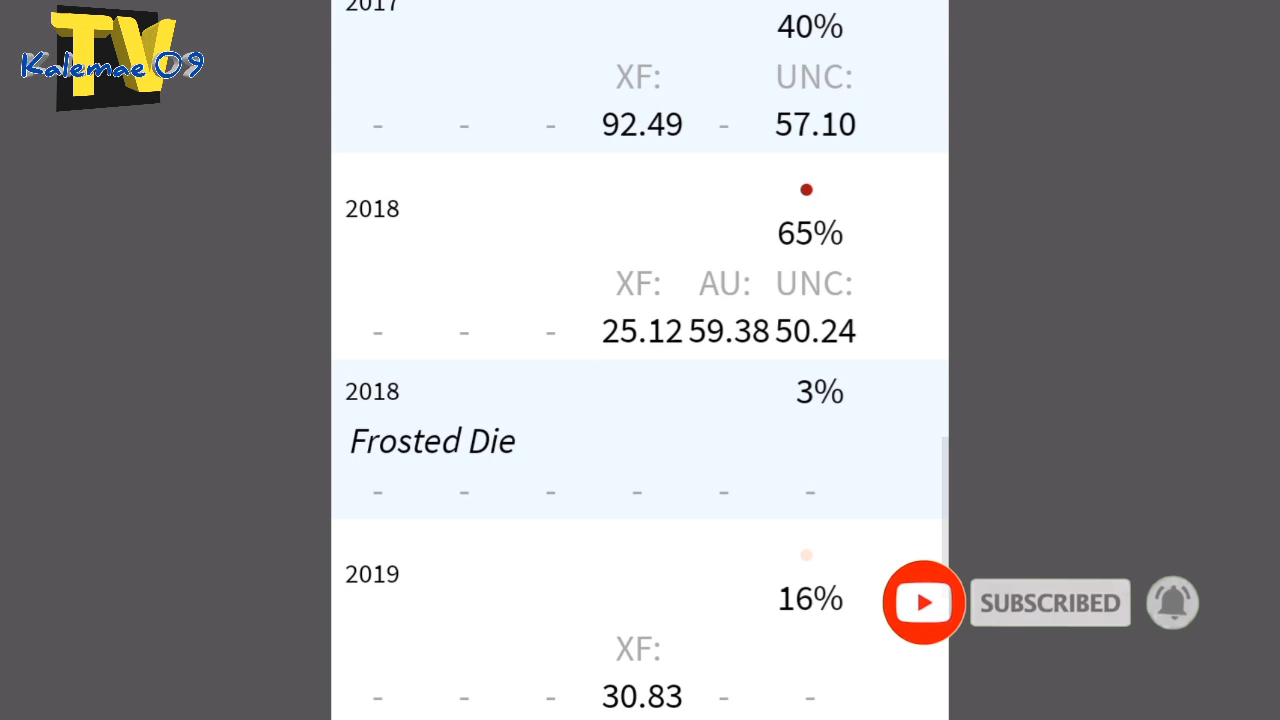 TV
Kalemae 09
2017
40%
XF: UNC:
- - - 92.49 - 57.10
2018
65%
XF: AU: UNC:
- - - 25.12 59.38 50.24
2018 3%
Frosted Die
- - - - - -
2019
16%
SUBSCRIBED
XF:
- - - 30.83 - -